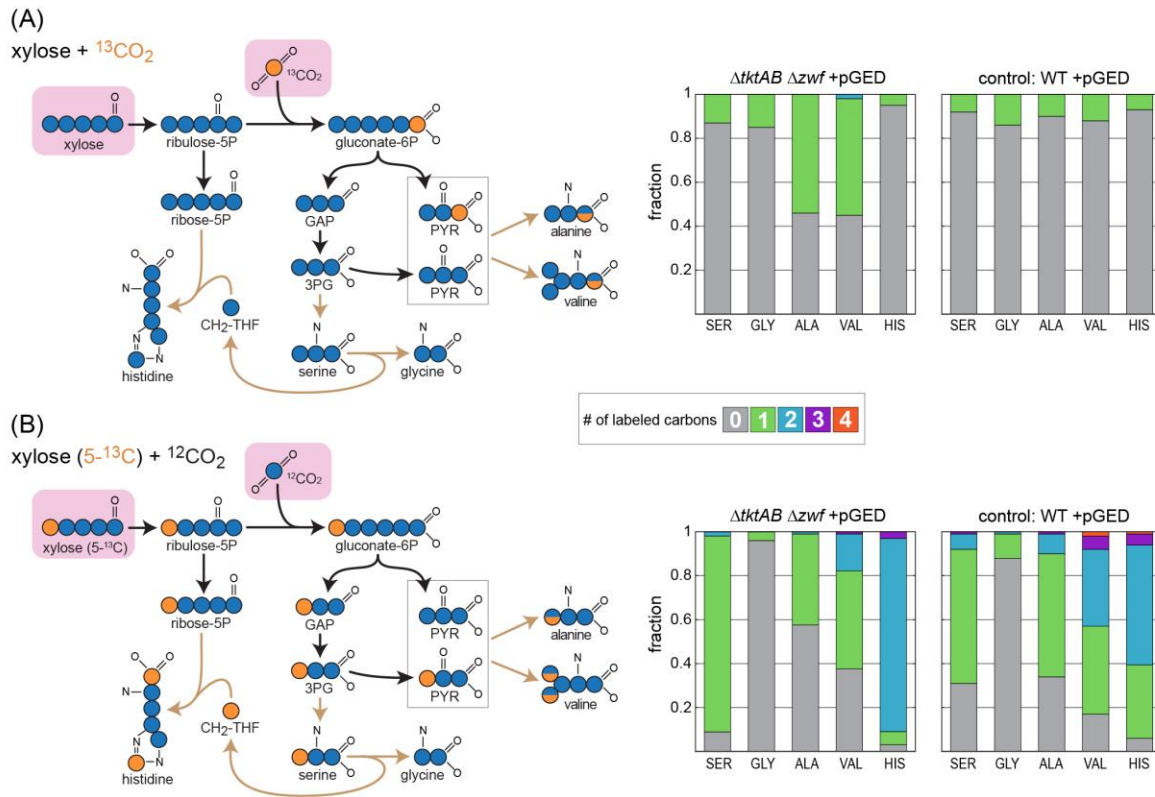 (A)
xylose + ¹³CO₂
¹³CO₂
O
O
O
xylose
O
ribulose-5P
O
O
gluconate-6P
O
ribose-5P
O
GAP
O
O
O
PYR
N
O
O
alanine
O
O
N
histidine
N
N
CH₂-THF
O
O
3PG
O
O
O
PYR
N
O
O
valine
N
O
O
serine
N
O
O
glycine
ΔtktAB Δzwf +pGED
fraction
1
0.8
0.6
0.4
0.2
SER GLY ALA VAL HIS
control: WT +pGED
SER GLY ALA VAL HIS
# of labeled carbons 0 1 2 3 4
(B)
xylose (5-¹³C) + ¹²CO₂
¹²CO₂
O
O
O
xylose (5-¹³C)
O
ribulose-5P
O
O
gluconate-6P
O
ribose-5P
O
GAP
O
O
O
PYR
N
O
O
alanine
O
O
N
histidine
N
N
CH₂-THF
O
O
3PG
O
O
O
PYR
N
O
O
valine
N
O
O
serine
N
O
O
glycine
ΔtktAB Δzwf +pGED
fraction
1
0.8
0.6
0.4
0.2
SER GLY ALA VAL HIS
control: WT +pGED
SER GLY ALA VAL HIS